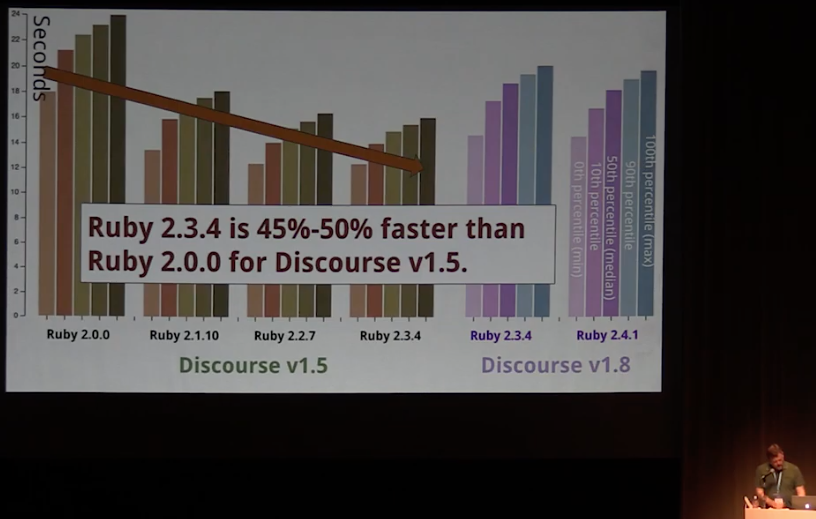 Seconds
24
22
20
18
16
14
12
10
8
6
4
2
0
Ruby 2.3.4 is 45%-50% faster than
Ruby 2.0.0 for Discourse v1.5.
0th percentile (min)
10th percentile
50th percentile (median)
90th percentile
100th percentile (max)
Ruby 2.0.0
Ruby 2.1.10
Ruby 2.2.7
Ruby 2.3.4
Ruby 2.3.4
Ruby 2.4.1
Discourse v1.5
Discourse v1.8